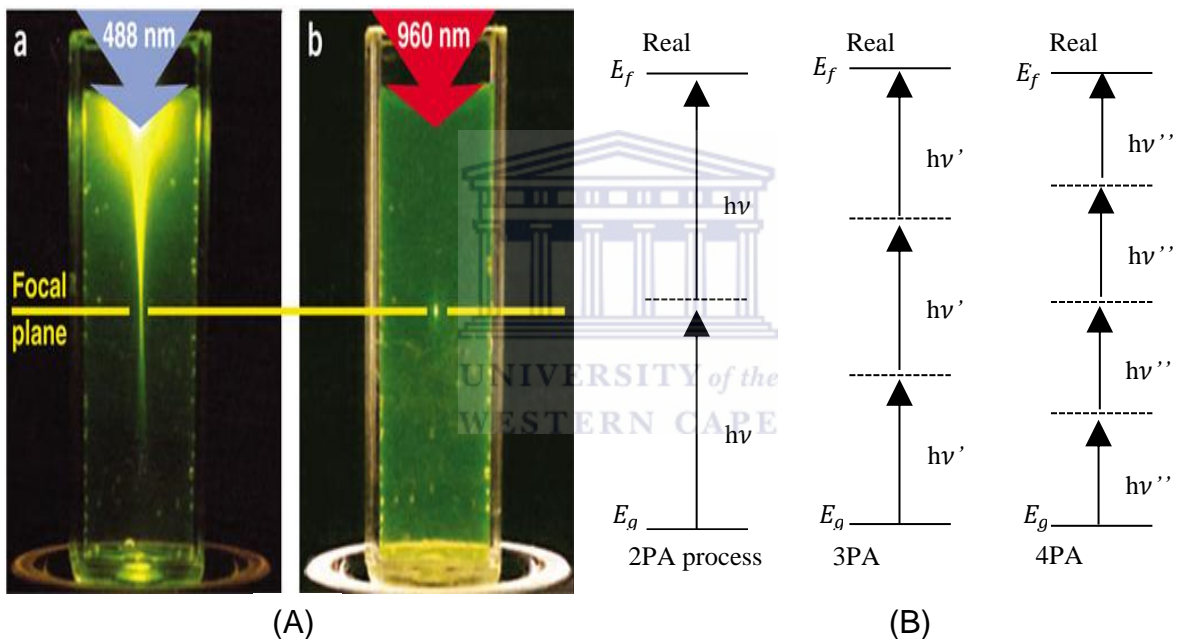 a
488 nm
b
960 nm
Focal
plane
(A)
Real
E_f
hν
hν
E_g
2PA process
Real
E_f
hν’
hν’
hν’
E_g
3PA
Real
E_f
hν’’
hν’’
hν’’
hν’’
E_g
4PA
(B)
UNIVERSITY of the
WESTERN CAPE